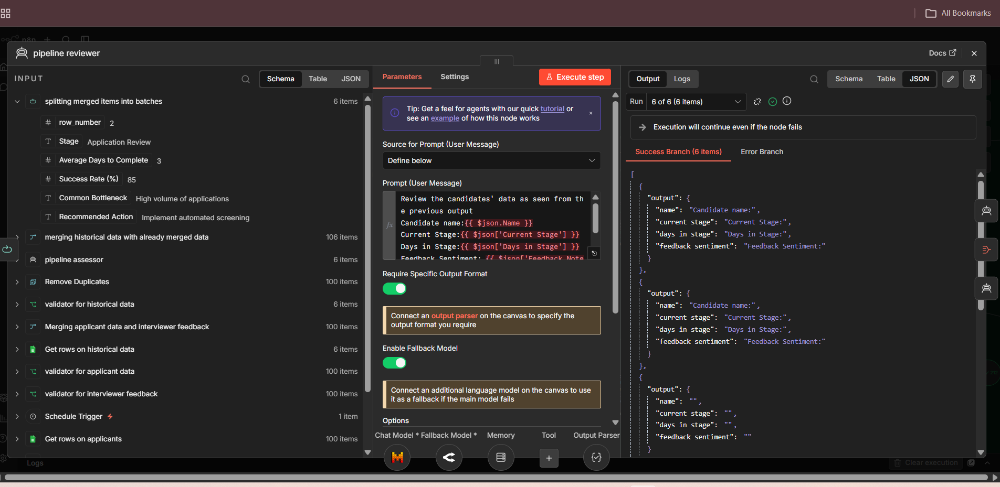 All Bookmarks
n8n
pipeline reviewer
Docs
INPUT
Schema
Table
JSON
Parameters
Settings
Execute step
Output
Logs
Schema
Table
JSON
splitting merged items into batches
6 items
# row_number 2
T Stage Application Review
# Average Days to Complete 3
# Success Rate (%) 85
T Common Bottleneck High volume of applications
T Recommended Action Implement automated screening
merging historical data with already merged data
106 items
pipeline assessor
6 items
Remove Duplicates
100 items
validator for historical data
6 items
Merging applicant data and interviewer feedback
100 items
Get rows on historical data
6 items
validator for applicant data
100 items
validator for interviewer feedback
100 items
Schedule Trigger
1 item
Get rows on applicants
100 items
Logs
Tip: Get a feel for agents with our quick tutorial or
see an example of how this node works
Source for Prompt (User Message)
Define below
Prompt (User Message)
fx
Review the candidates' data as seen from th
e previous output
Candidate name:{{ $json.Name }}
Current Stage:{{ $json['Current Stage'] }}
Days in Stage:{{ $json['Days in Stage'] }}
Feedback Sentiment: {{ $json['Feedback Note
Require Specific Output Format
Connect an output parser on the canvas to specify the
output format you require
Enable Fallback Model
Connect an additional language model on the canvas to use
it as a fallback if the main model fails
Options
Chat Model *
Fallback Model *
Memory
Tool
Output Parser
Run
6 of 6 (6 items)
Execution will continue even if the node fails
Success Branch (6 items)
Error Branch
[
{
"output": {
"name": "Candidate name:",
"current stage": "Current Stage:",
"days in stage": "Days in Stage:",
"feedback sentiment": "Feedback Sentiment:"
}
},
{
"output": {
"name": "Candidate name:",
"current stage": "Current Stage:",
"days in stage": "Days in Stage:",
"feedback sentiment": "Feedback Sentiment:"
}
},
{
"output": {
"name": "",
"current stage": "",
"days in stage": "",
"feedback sentiment": ""
}
Clear execution